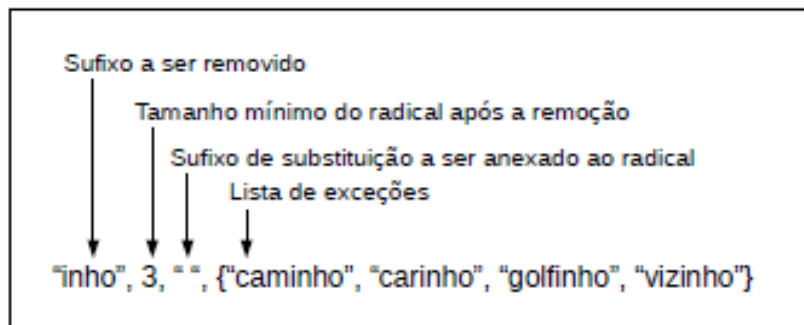 Sufixo a ser removido
Tamanho mínimo do radical após a remoção
Sufixo de substituição a ser anexado ao radical
Lista de exceções
“inho”, 3, “ “, {“caminho”, “carinho”, “golfinho”, “vizinho”}